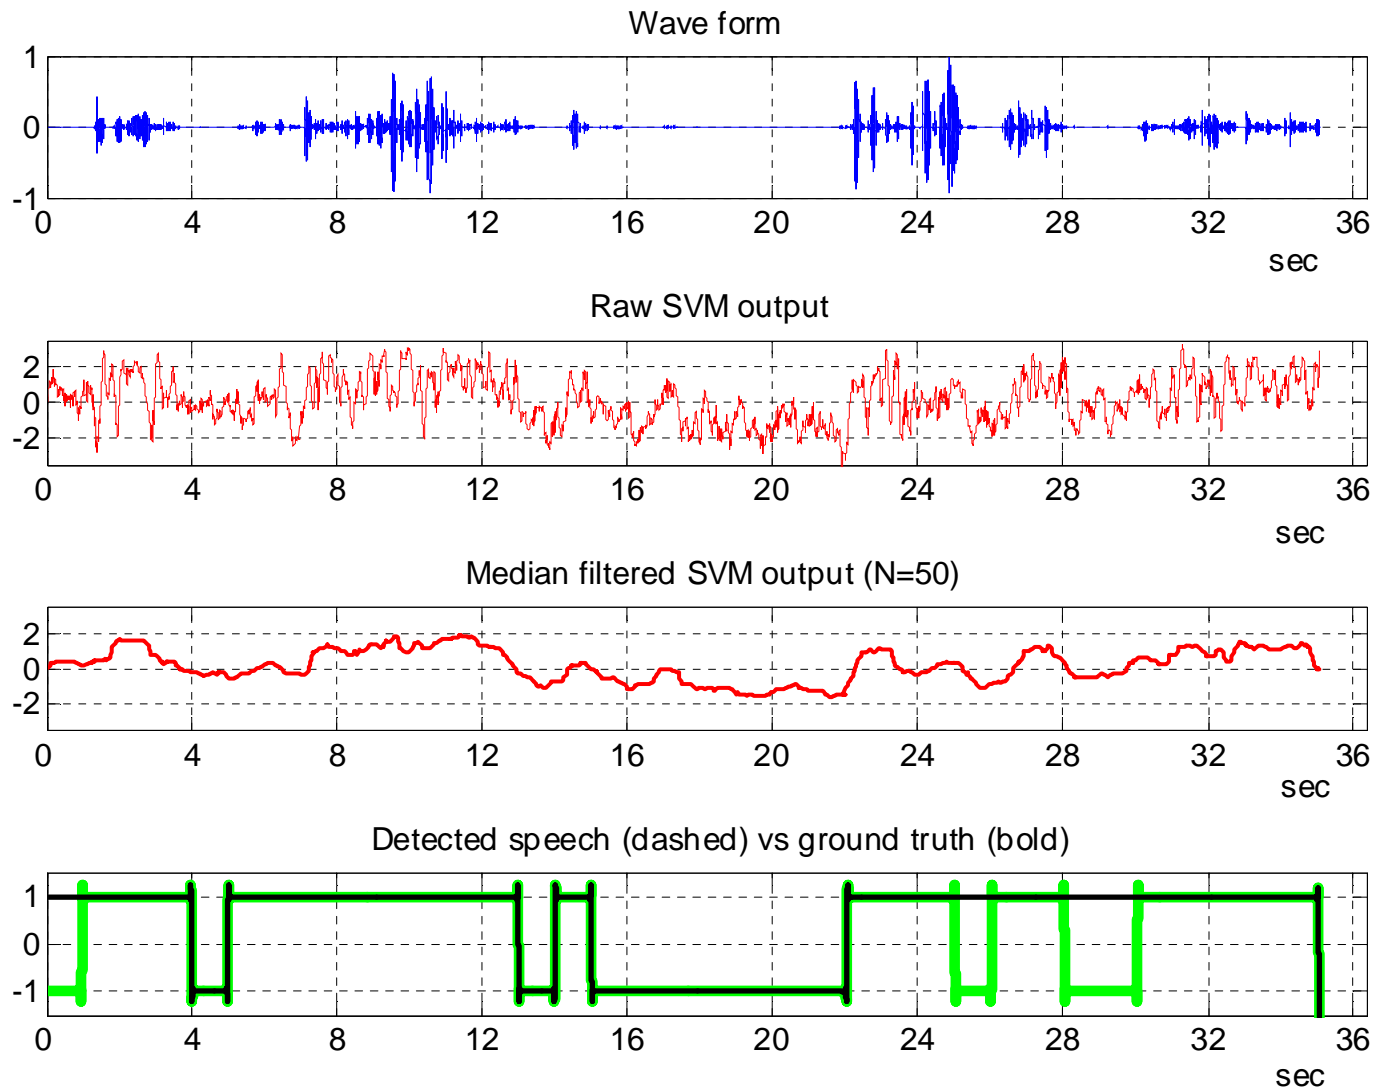 Wave form
1
0
-1
0 4 8 12 16 20 24 28 32 36
sec
Raw SVM output
2
0
-2
0 4 8 12 16 20 24 28 32 36
sec
Median filtered SVM output (N=50)
2
0
-2
0 4 8 12 16 20 24 28 32 36
sec
Detected speech (dashed) vs ground truth (bold)
1
0
-1
0 4 8 12 16 20 24 28 32 36
sec